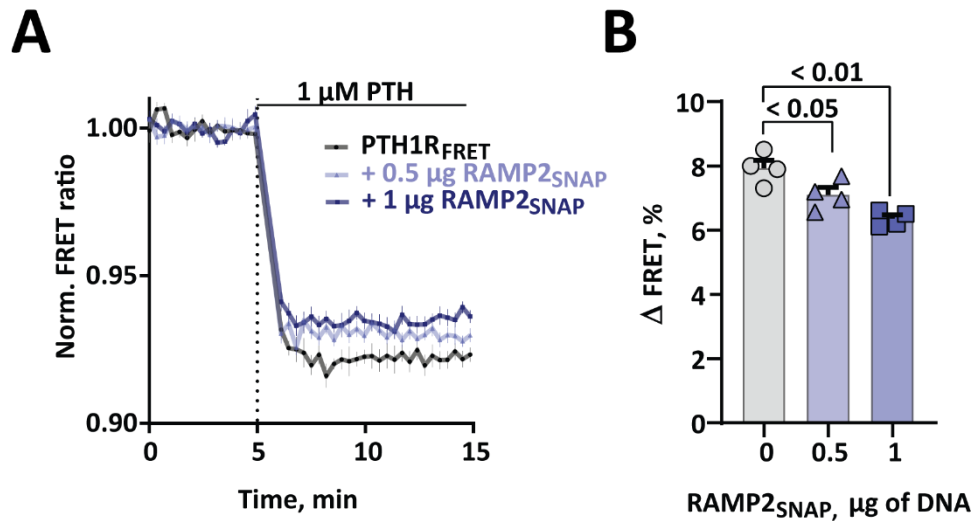 A
1 µM PTH
1.00
0.95
0.90
Norm. FRET ratio
PTH1RFRET
+ 0.5 µg RAMP2SNAP
+ 1 µg RAMP2SNAP
0 5 10 15
Time, min
B
< 0.01
< 0.05
10
8
6
4
2
0
Δ FRET, %
0 0.5 1
RAMP2SNAP, µg of DNA